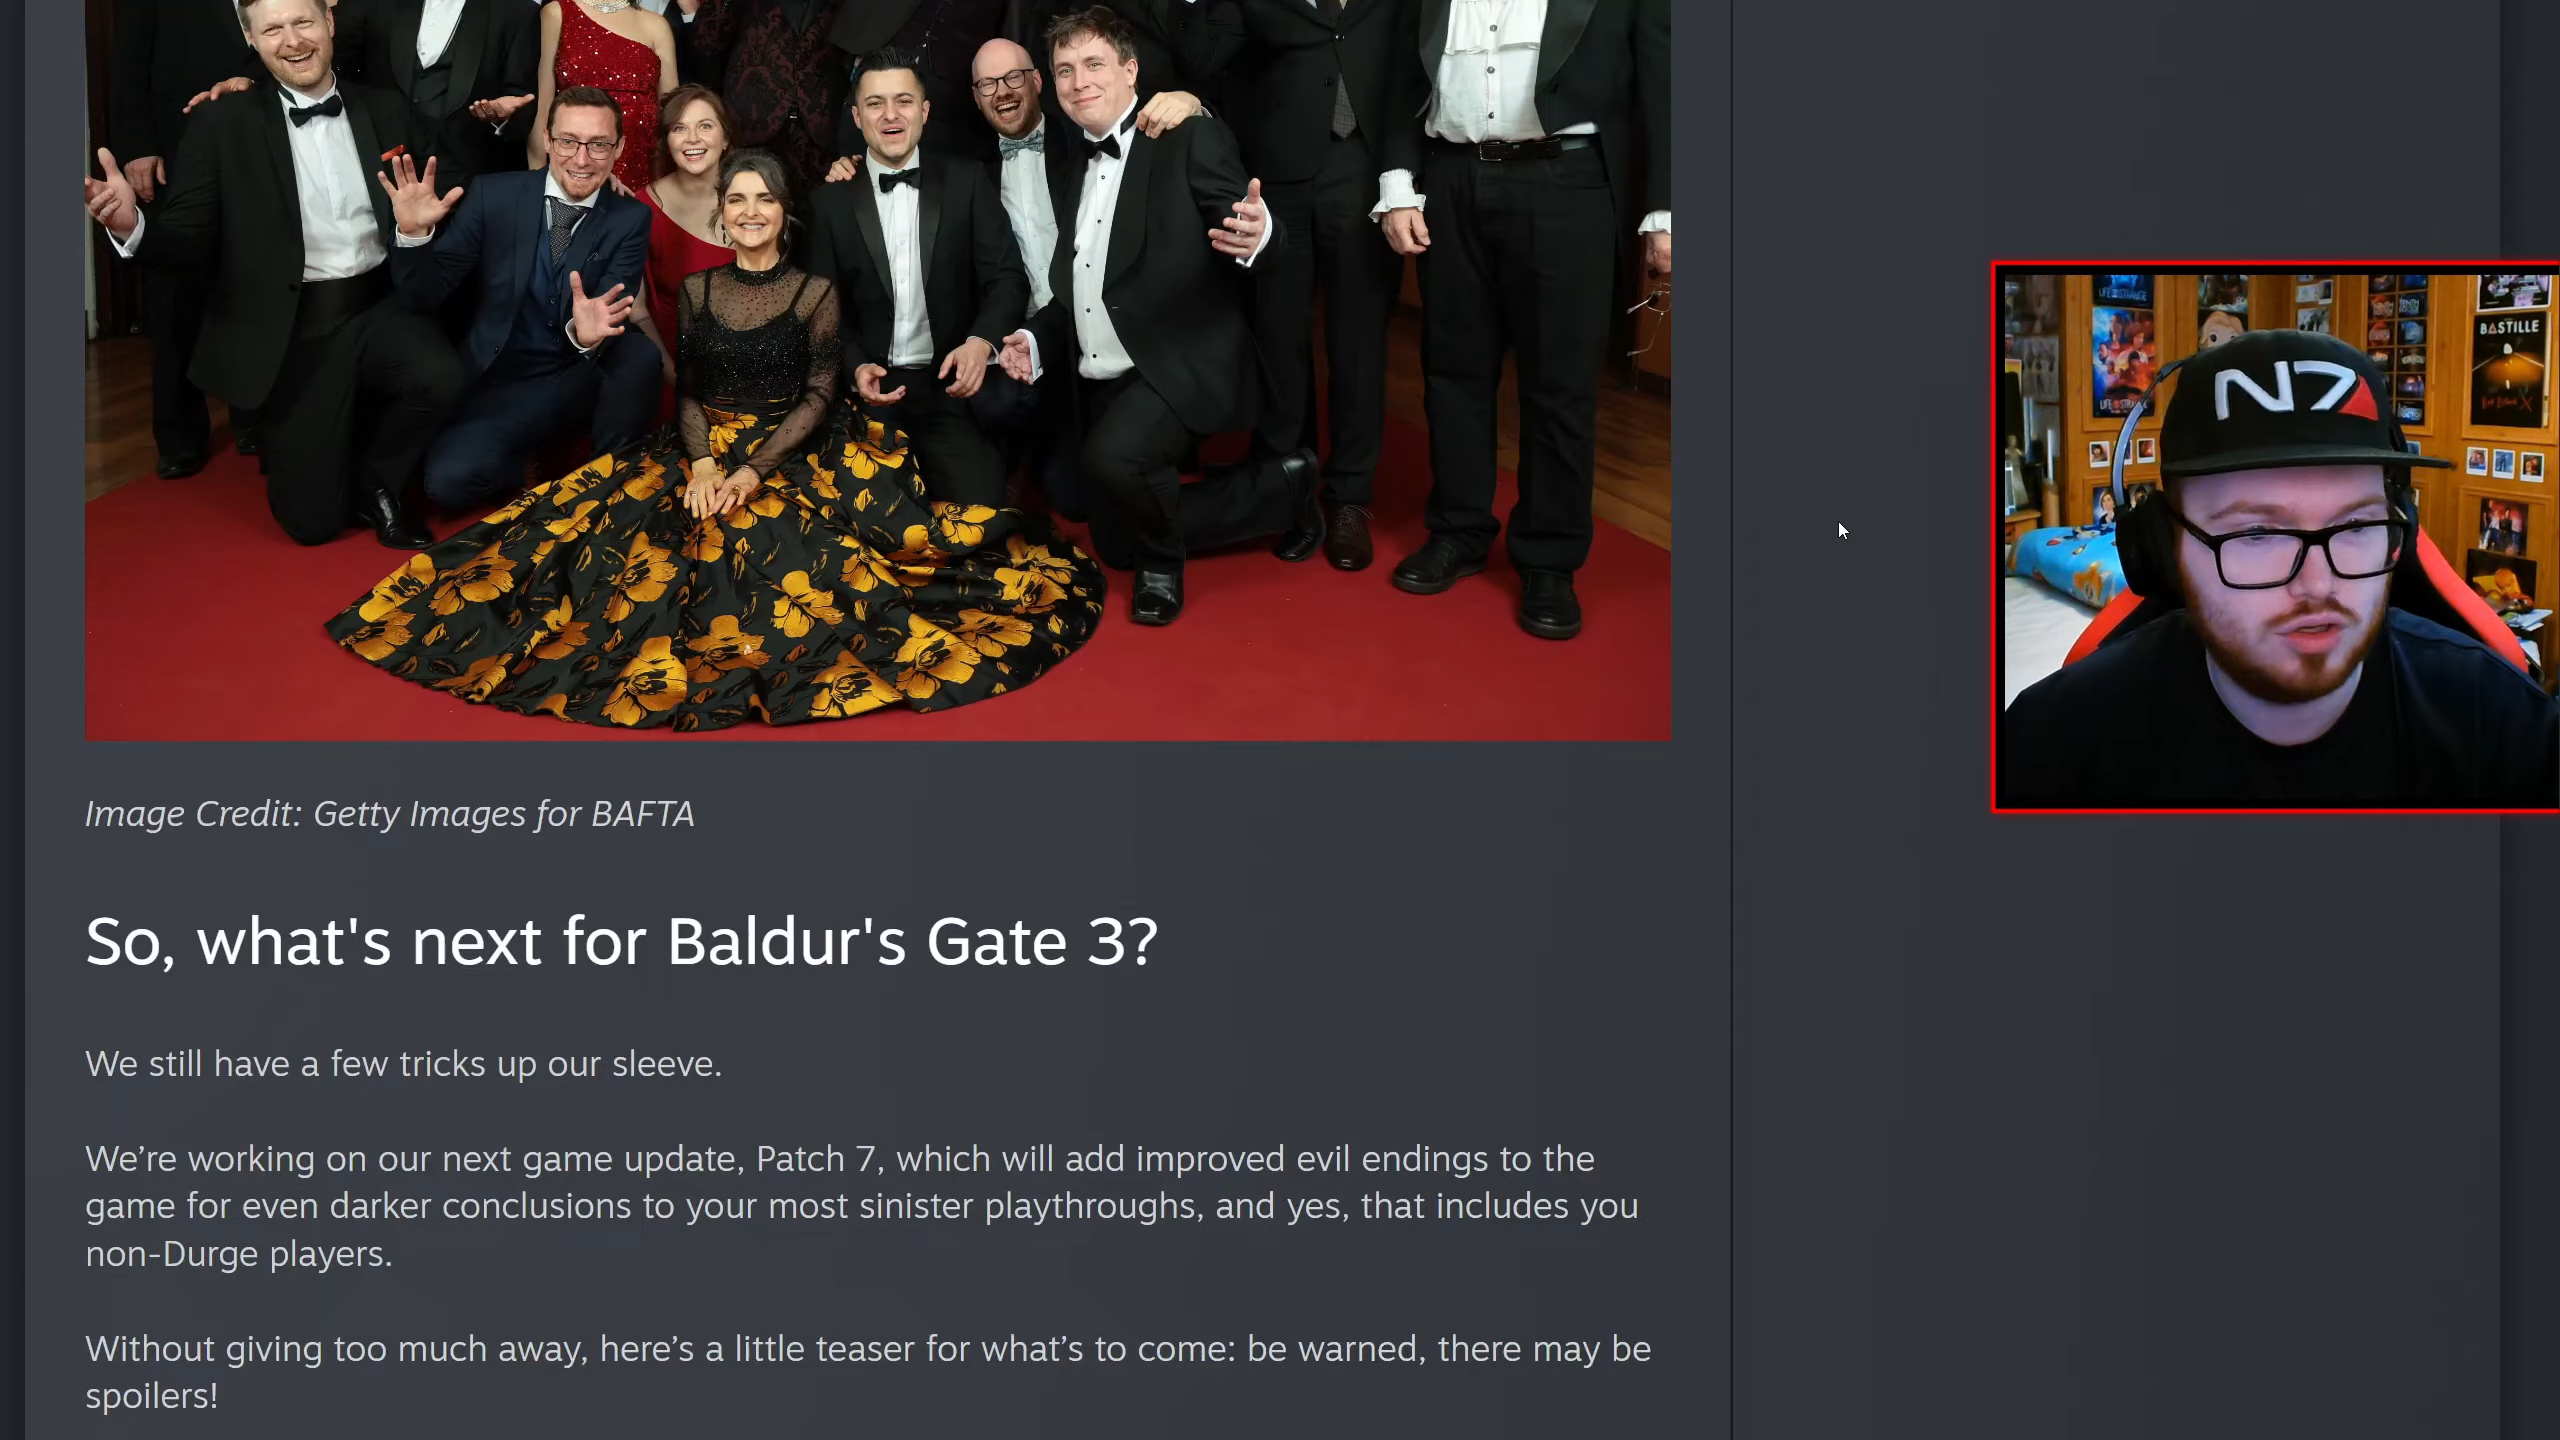 Image Credit: Getty Images for BAFTA
So, what's next for Baldur's Gate 3?
We still have a few tricks up our sleeve.
We’re working on our next game update, Patch 7, which will add improved evil endings to the
game for even darker conclusions to your most sinister playthroughs, and yes, that includes you
non-Durge players.
Without giving too much away, here’s a little teaser for what’s to come: be warned, there may be
spoilers!
LIFE STRANGE
BASTILLE
N7